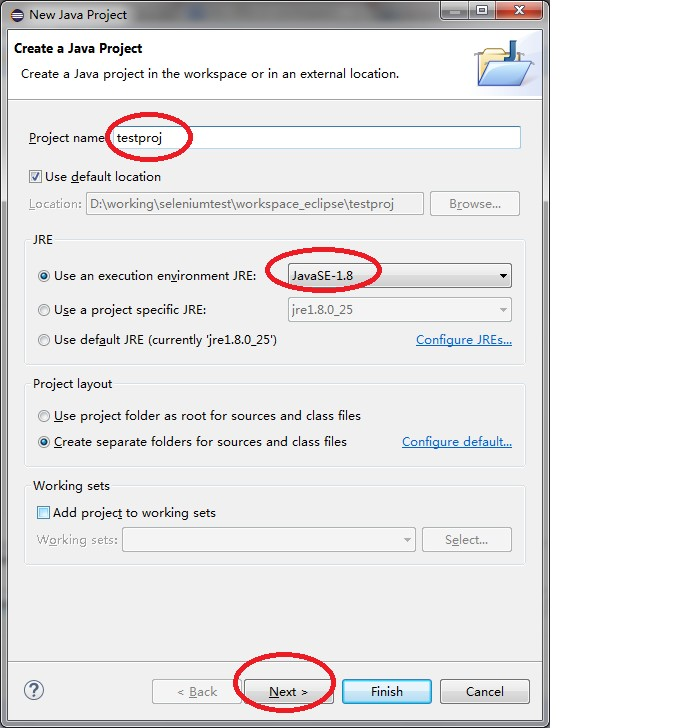 New Java Project
Create a Java Project
Create a Java project in the workspace or in an external location.
Project name: testproj
Use default location
Location: D:\working\seleniumtest\workspace_eclipse\testproj Browse...
JRE
Use an execution environment JRE: JavaSE-1.8
Use a project specific JRE: jre1.8.0_25
Use default JRE (currently 'jre1.8.0_25') Configure JREs...
Project layout
Use project folder as root for sources and class files
Create separate folders for sources and class files Configure default...
Working sets
Add project to working sets
Working sets: Select...
? < Back Next > Finish Cancel